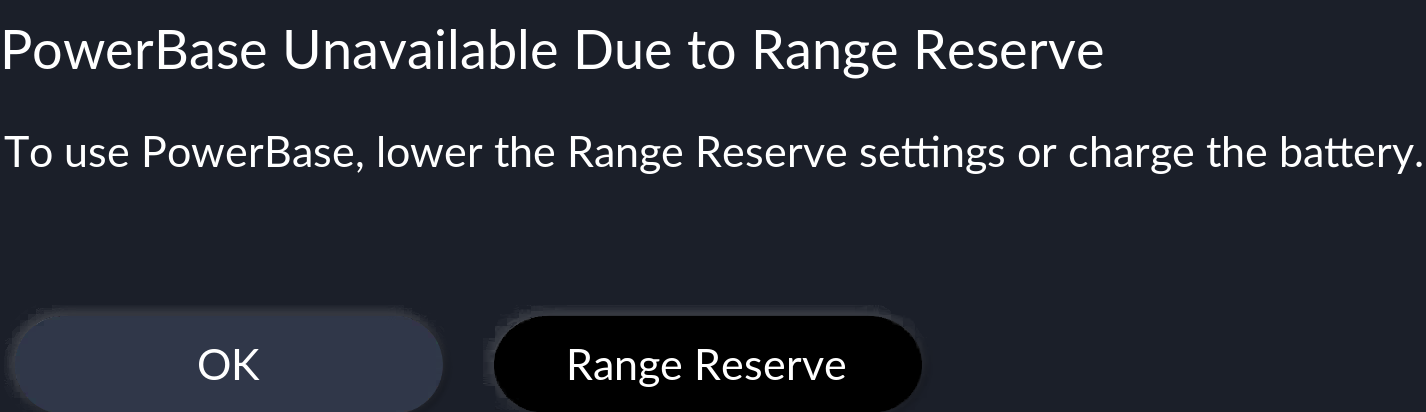 PowerBase Unavailable Due to Range Reserve
To use PowerBase, lower the Range Reserve settings or charge the battery.
OK
Range Reserve